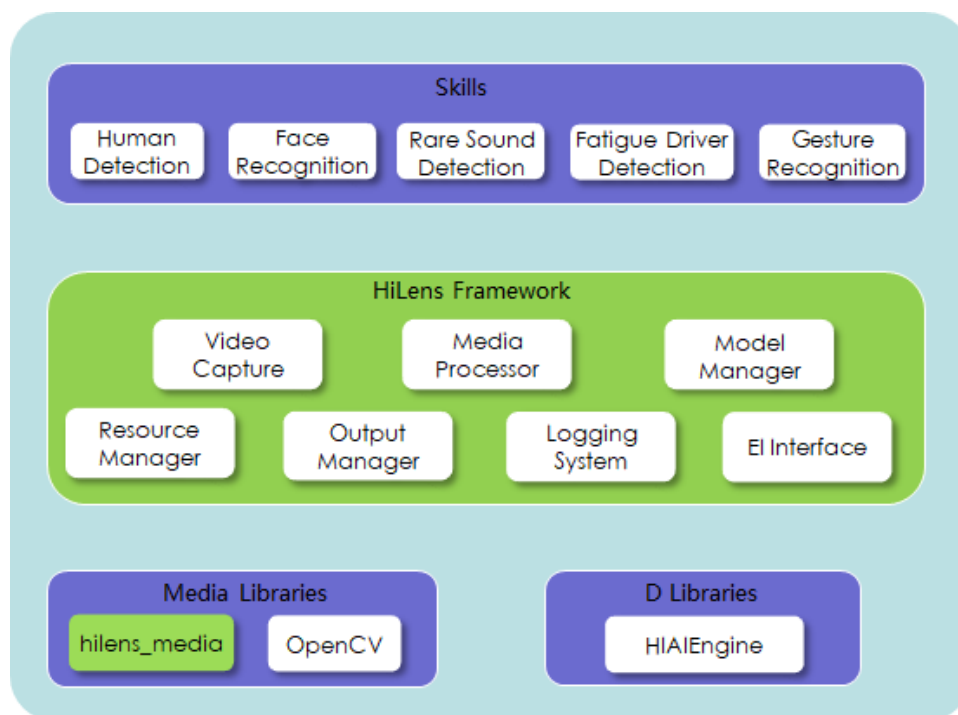 Skills
Human
Detection
Face
Recognition
Rare Sound
Detection
Fatigue Driver
Detection
Gesture
Recognition
HiLens Framework
Video
Capture
Media
Processor
Model
Manager
Resource
Manager
Output
Manager
Logging
System
EI Interface
Media Libraries
hilens_media
OpenCV
D Libraries
HIAIEngine